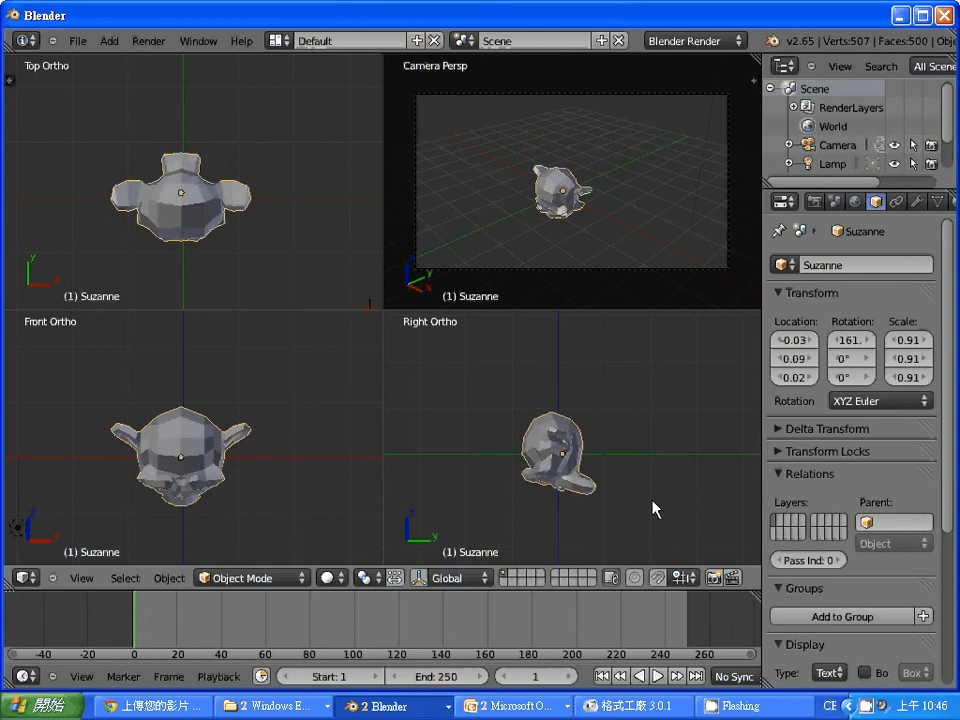 Blender
File Add Render Window Help Default Scene Blender Render v2.65 | Verts:507 | Faces:500 | Obje
Top Ortho
Camera Persp
View Search All Scene
Scene
RenderLayers
World
Camera
Lamp
y
x
(1) Suzanne
y
x
(1) Suzanne
Suzanne
Suzanne
Transform
Location: Rotation: Scale:
-0.03 161. 0.91
0.09 0° 0.91
0.02 0° 0.91
Rotation XYZ Euler
Delta Transform
Transform Locks
Relations
Layers: Parent:
Object
Pass Ind: 0
Groups
Add to Group
Display
Type: Text Bo Box
Front Ortho
Right Ortho
z
x
(1) Suzanne
z
y
(1) Suzanne
View Select Object Object Mode Global
-40 -20 0 20 40 60 80 100 120 140 160 180 200 220 240 260
View Marker Frame Playback Start: 1 End: 250 1 No Sync
開始 上傳您的影片 ... 2 Windows E... 2 Blender 2 Microsoft O... 格式工廠 3.0.1 Flashing CH 上午 10:46